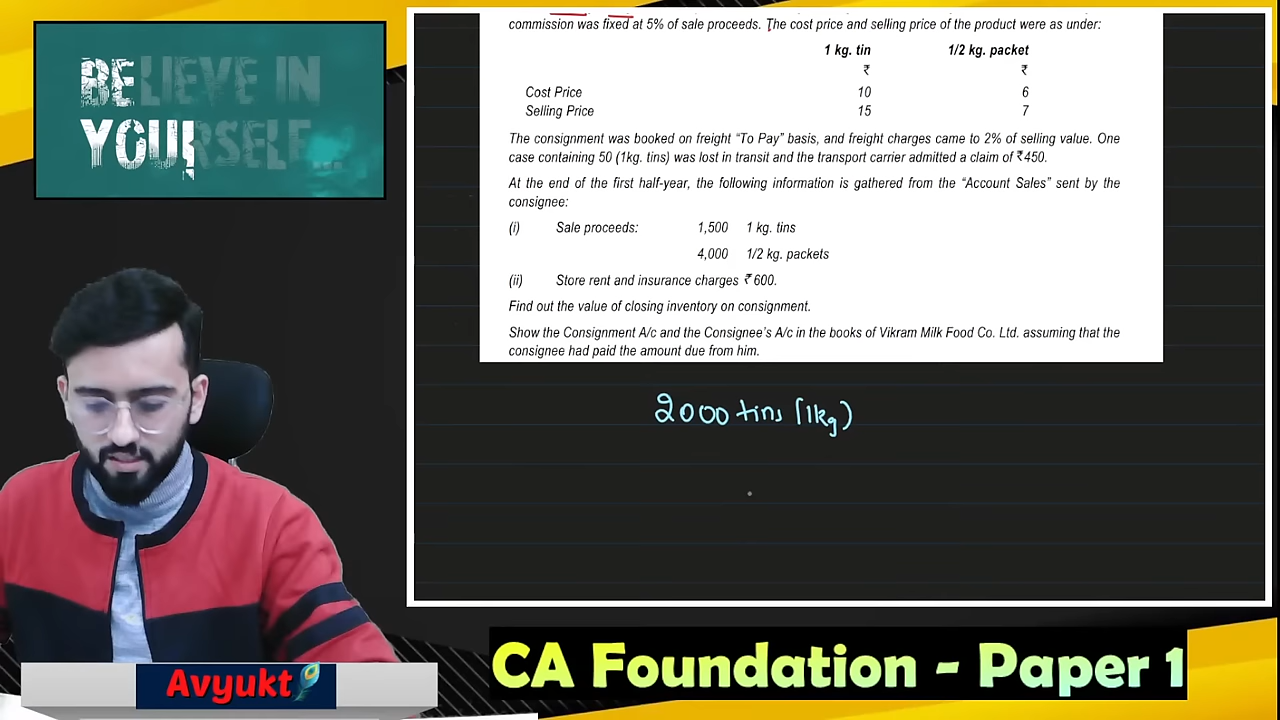 BELIEVE IN
YOURSELF...
commission was fixed at 5% of sale proceeds. The cost price and selling price of the product were as under:
1 kg. tin 1/2 kg. packet
₹ ₹
Cost Price 10 6
Selling Price 15 7
The consignment was booked on freight “To Pay” basis, and freight charges came to 2% of selling value. One
case containing 50 (1kg. tins) was lost in transit and the transport carrier admitted a claim of ₹450.
At the end of the first half-year, the following information is gathered from the “Account Sales” sent by the
consignee:
(i) Sale proceeds: 1,500 1 kg. tins
4,000 1/2 kg. packets
(ii) Store rent and insurance charges ₹600.
Find out the value of closing inventory on consignment.
Show the Consignment A/c and the Consignee’s A/c in the books of Vikram Milk Food Co. Ltd. assuming that the
consignee had paid the amount due from him.
2000 tins (1kg)
CA Foundation - Paper 1
Avyukt